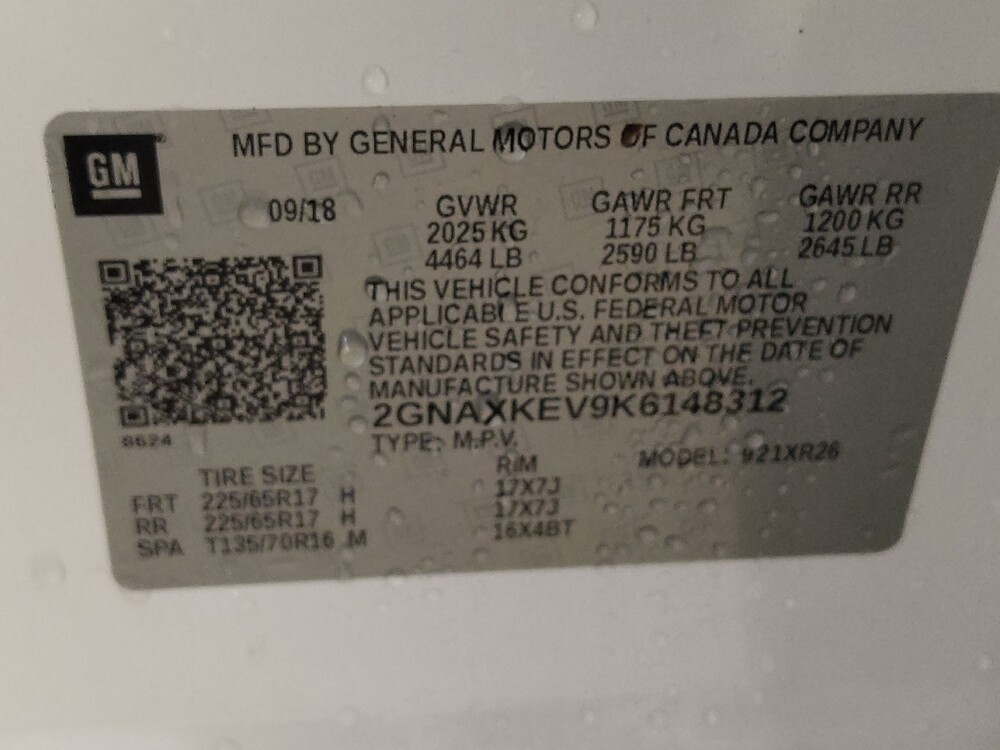 GM
MFD BY GENERAL MOTORS OF CANADA COMPANY
09/18 GVWR GAWR FRT GAWR RR
2025 KG 1175 KG 1200 KG
4464 LB 2590 LB 2645 LB
THIS VEHICLE CONFORMS TO ALL
APPLICABLE U.S. FEDERAL MOTOR
VEHICLE SAFETY AND THEFT PREVENTION
STANDARDS IN EFFECT ON THE DATE OF
MANUFACTURE SHOWN ABOVE.
2GNAXKEV9K6148312
8624
TYPE: M.P.V. MODEL: 921XR26
TIRE SIZE RIM
FRT 225/65R17 H 17X7J
RR 225/65R17 H 17X7J
SPA T135/70R16 M 16X4BT